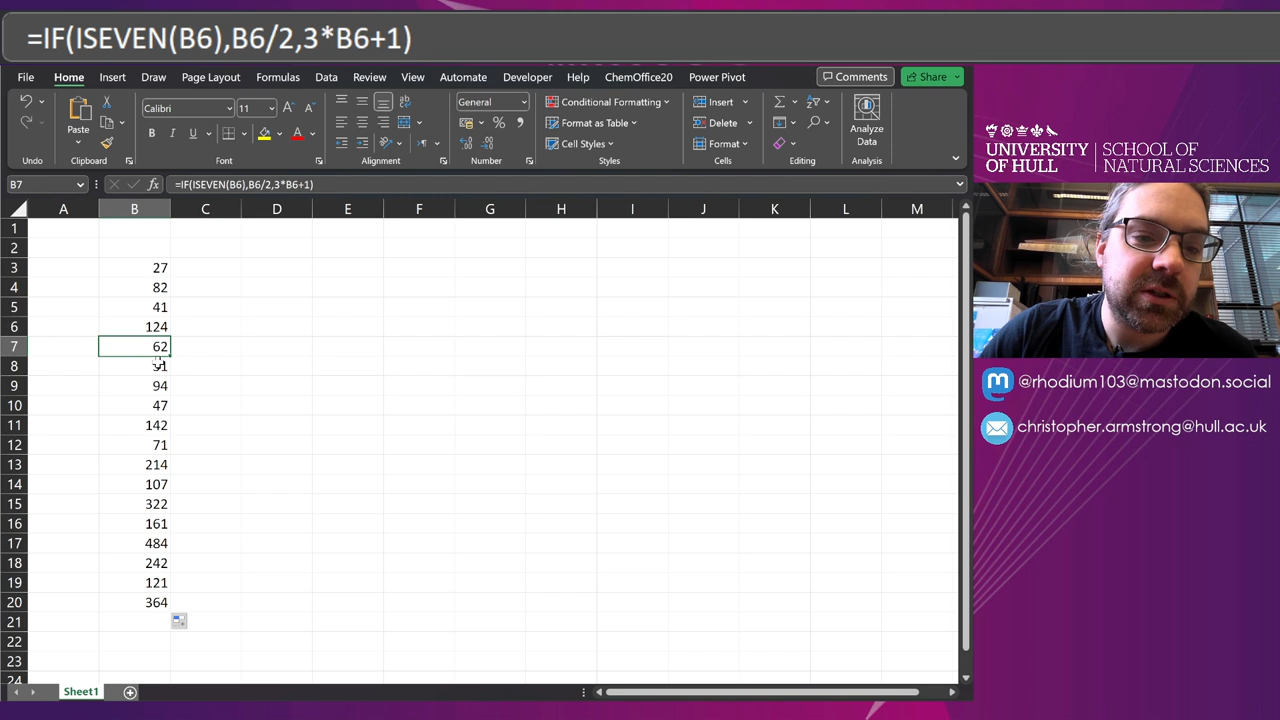 =IF(ISEVEN(B6),B6/2,3*B6+1)
File Home Insert Draw Page Layout Formulas Data Review View Automate Developer Help ChemOffice20 Power Pivot Comments Share
Paste Calibri 11 General Conditional Formatting Format as Table Cell Styles Insert Delete Format Analyze Data
Undo Clipboard Font Alignment Number Styles Cells Editing Analysis
B7 fx =IF(ISEVEN(B6),B6/2,3*B6+1)
A B C D E F G H I J K L M
1
2
3 27
4 82
5 41
6 124
7 62
8
9 94
10 47
11 142
12 71
13 214
14 107
15 322
16 161
17 484
18 242
19 121
20 364
21
22
23
24
Sheet1
UNIVERSITY OF HULL
SCHOOL OF NATURAL SCIENCES
@rhodium103@mastodon.social
christopher.armstrong@hull.ac.uk